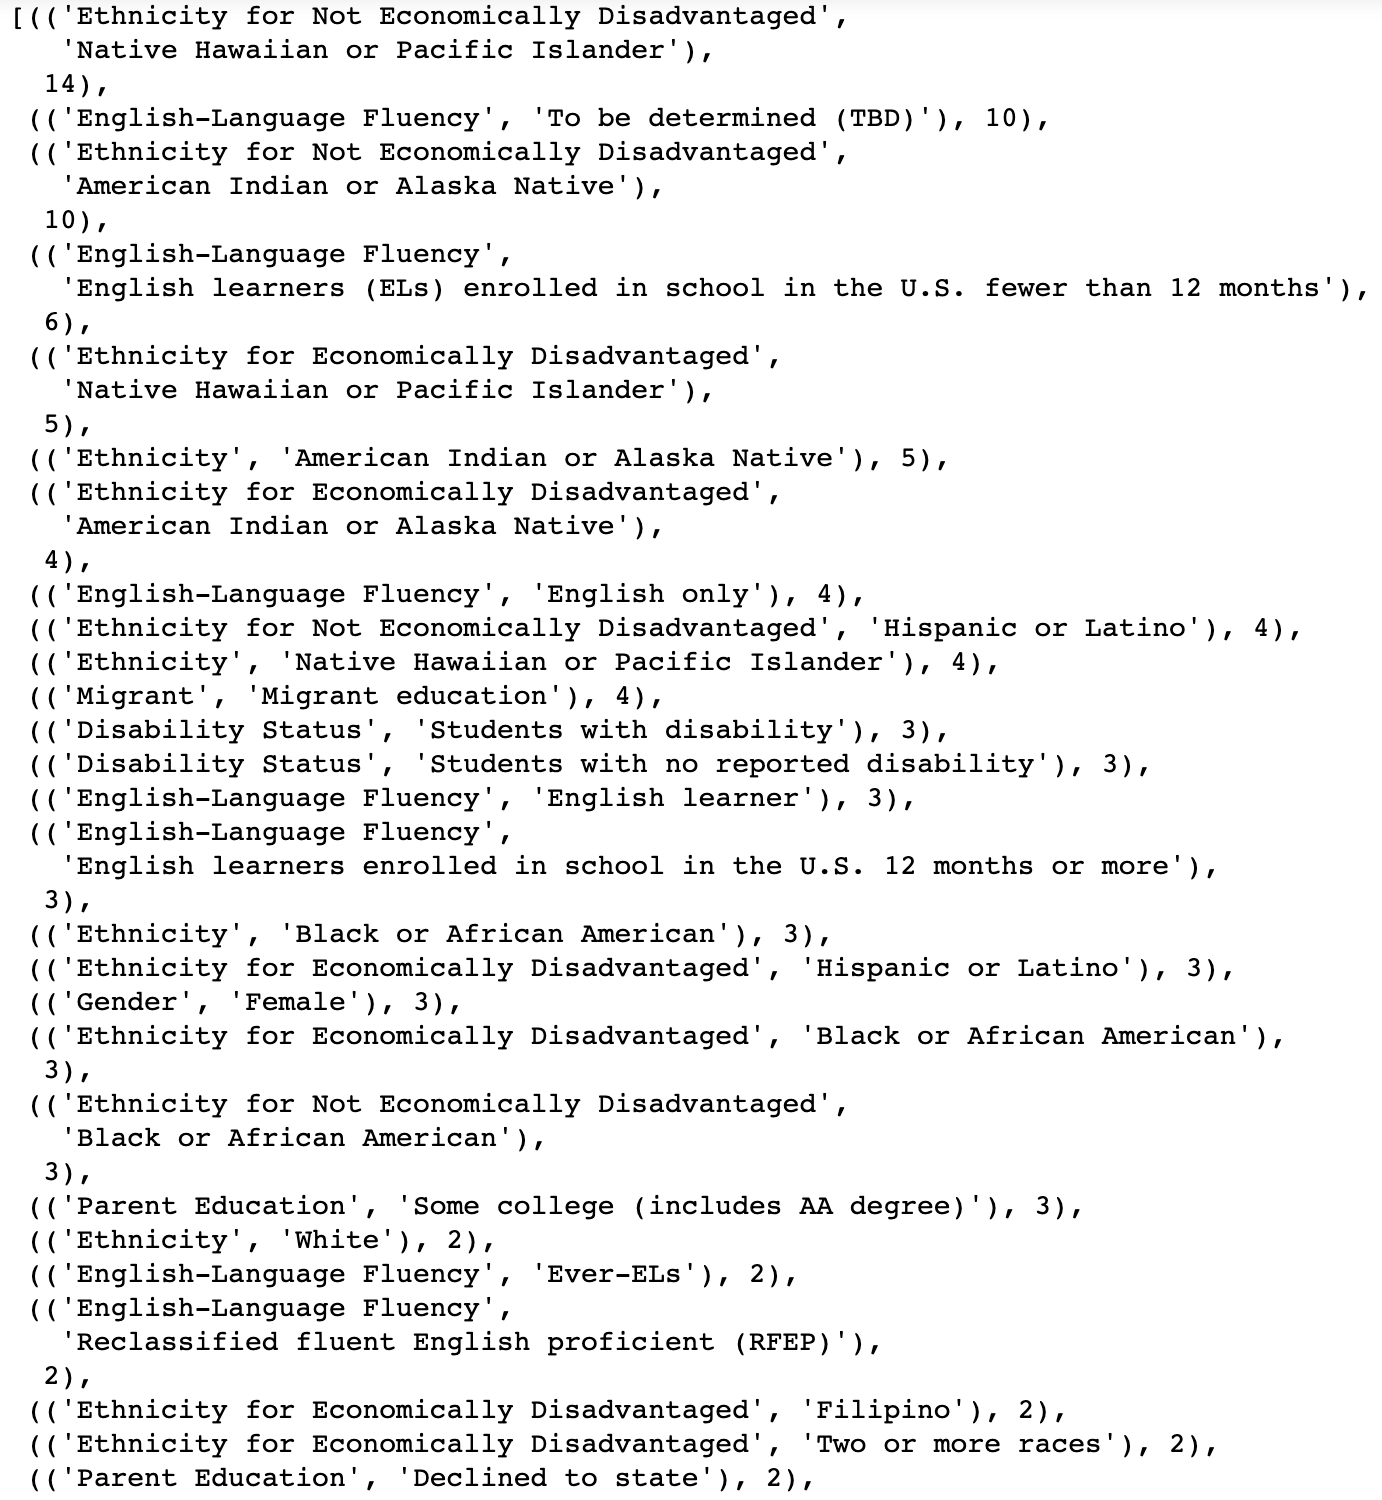 [(('Ethnicity for Not Economically Disadvantaged',
'Native Hawaiian or Pacific Islander'),
14),
(('English-Language Fluency', 'To be determined (TBD)'), 10),
(('Ethnicity for Not Economically Disadvantaged',
'American Indian or Alaska Native'),
10),
(('English-Language Fluency',
'English learners (ELs) enrolled in school in the U.S. fewer than 12 months'),
6),
(('Ethnicity for Economically Disadvantaged',
'Native Hawaiian or Pacific Islander'),
5),
(('Ethnicity', 'American Indian or Alaska Native'), 5),
(('Ethnicity for Economically Disadvantaged',
'American Indian or Alaska Native'),
4),
(('English-Language Fluency', 'English only'), 4),
(('Ethnicity for Not Economically Disadvantaged', 'Hispanic or Latino'), 4),
(('Ethnicity', 'Native Hawaiian or Pacific Islander'), 4),
(('Migrant', 'Migrant education'), 4),
(('Disability Status', 'Students with disability'), 3),
(('Disability Status', 'Students with no reported disability'), 3),
(('English-Language Fluency', 'English learner'), 3),
(('English-Language Fluency',
'English learners enrolled in school in the U.S. 12 months or more'),
3),
(('Ethnicity', 'Black or African American'), 3),
(('Ethnicity for Economically Disadvantaged', 'Hispanic or Latino'), 3),
(('Gender', 'Female'), 3),
(('Ethnicity for Economically Disadvantaged', 'Black or African American'),
3),
(('Ethnicity for Not Economically Disadvantaged',
'Black or African American'),
3),
(('Parent Education', 'Some college (includes AA degree)'), 3),
(('Ethnicity', 'White'), 2),
(('English-Language Fluency', 'Ever-ELs'), 2),
(('English-Language Fluency',
'Reclassified fluent English proficient (RFEP)'),
2),
(('Ethnicity for Economically Disadvantaged', 'Filipino'), 2),
(('Ethnicity for Economically Disadvantaged', 'Two or more races'), 2),
(('Parent Education', 'Declined to state'), 2),